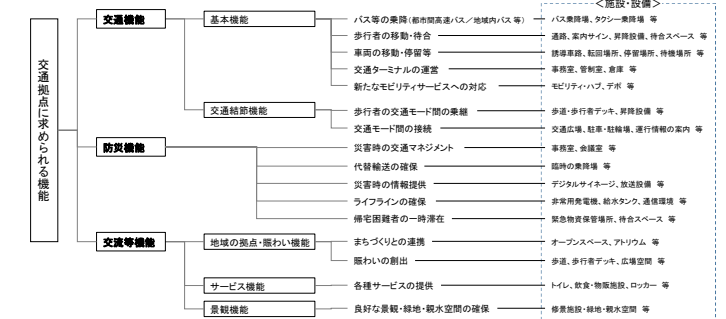 ＜施設・設備＞
交通拠点に求められる機能
交通機能
基本機能
バス等の乗降(都市間高速バス／地域内バス 等) バス乗降場、タクシー乗降場 等
歩行者の移動・待合 通路、案内サイン、昇降設備、待合スペース 等
車両の移動・停留等 誘導車路、転回場所、停留場所、待機場所 等
交通ターミナルの運営 事務室、管制室、倉庫 等
新たなモビリティサービスへの対応 モビリティ・ハブ、デポ 等
交通結節機能
歩行者の交通モード間の乗継 歩道・歩行者デッキ、昇降設備 等
交通モード間の接続 交通広場、駐車・駐輪場、運行情報の案内 等
防災機能
災害時の交通マネジメント 事務室、会議室 等
代替輸送の確保 臨時の乗降場 等
災害時の情報提供 デジタルサイネージ、放送設備 等
ライフラインの確保 非常用発電機、給水タンク、通信環境 等
帰宅困難者の一時滞在 緊急物資保管場所、待合スペース 等
交流等機能
地域の拠点・賑わい機能
まちづくりとの連携 オープンスペース、アトリウム 等
賑わいの創出 歩道、歩行者デッキ、広場空間 等
サービス機能 各種サービスの提供 トイレ、飲食・物販施設、ロッカー 等
景観機能 良好な景観・緑地・親水空間の確保 修景施設・緑地・親水空間 等